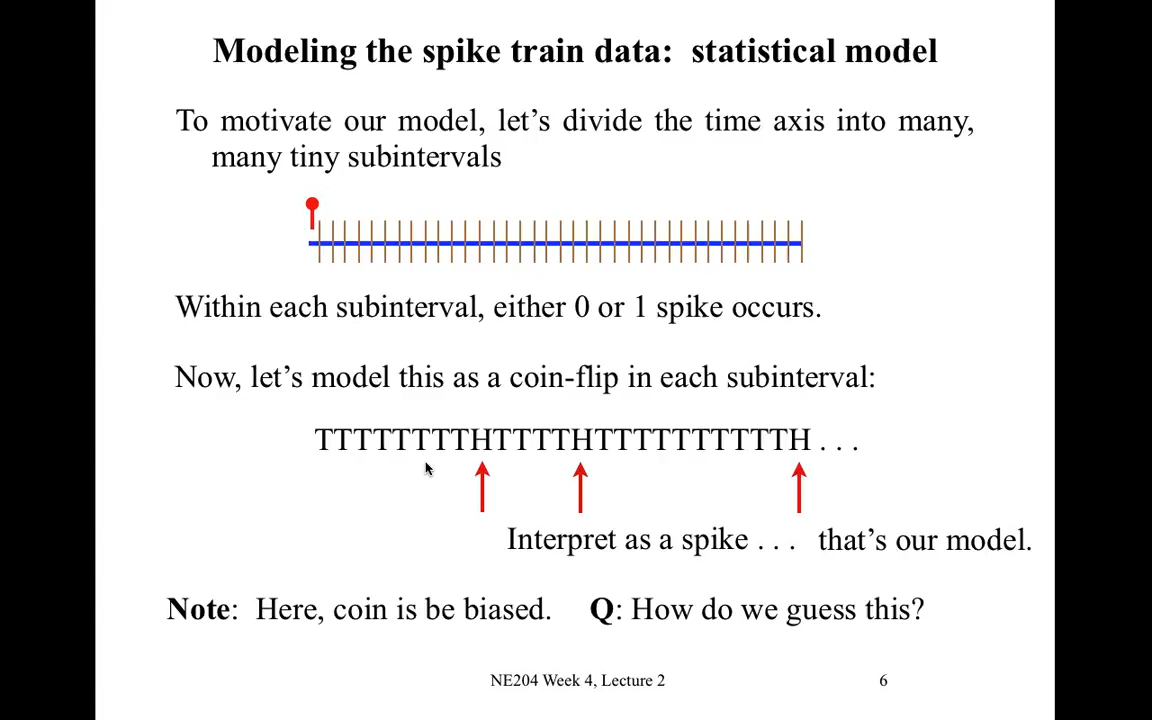 Modeling the spike train data: statistical model
To motivate our model, let's divide the time axis into many,
many tiny subintervals
Within each subinterval, either 0 or 1 spike occurs.
Now, let's model this as a coin-flip in each subinterval:
TTTTTTTTHTTTTHTTTTTTTTTTH . . .
Interpret as a spike . . . that's our model.
Note: Here, coin is be biased. Q: How do we guess this?
NE204 Week 4, Lecture 2 6